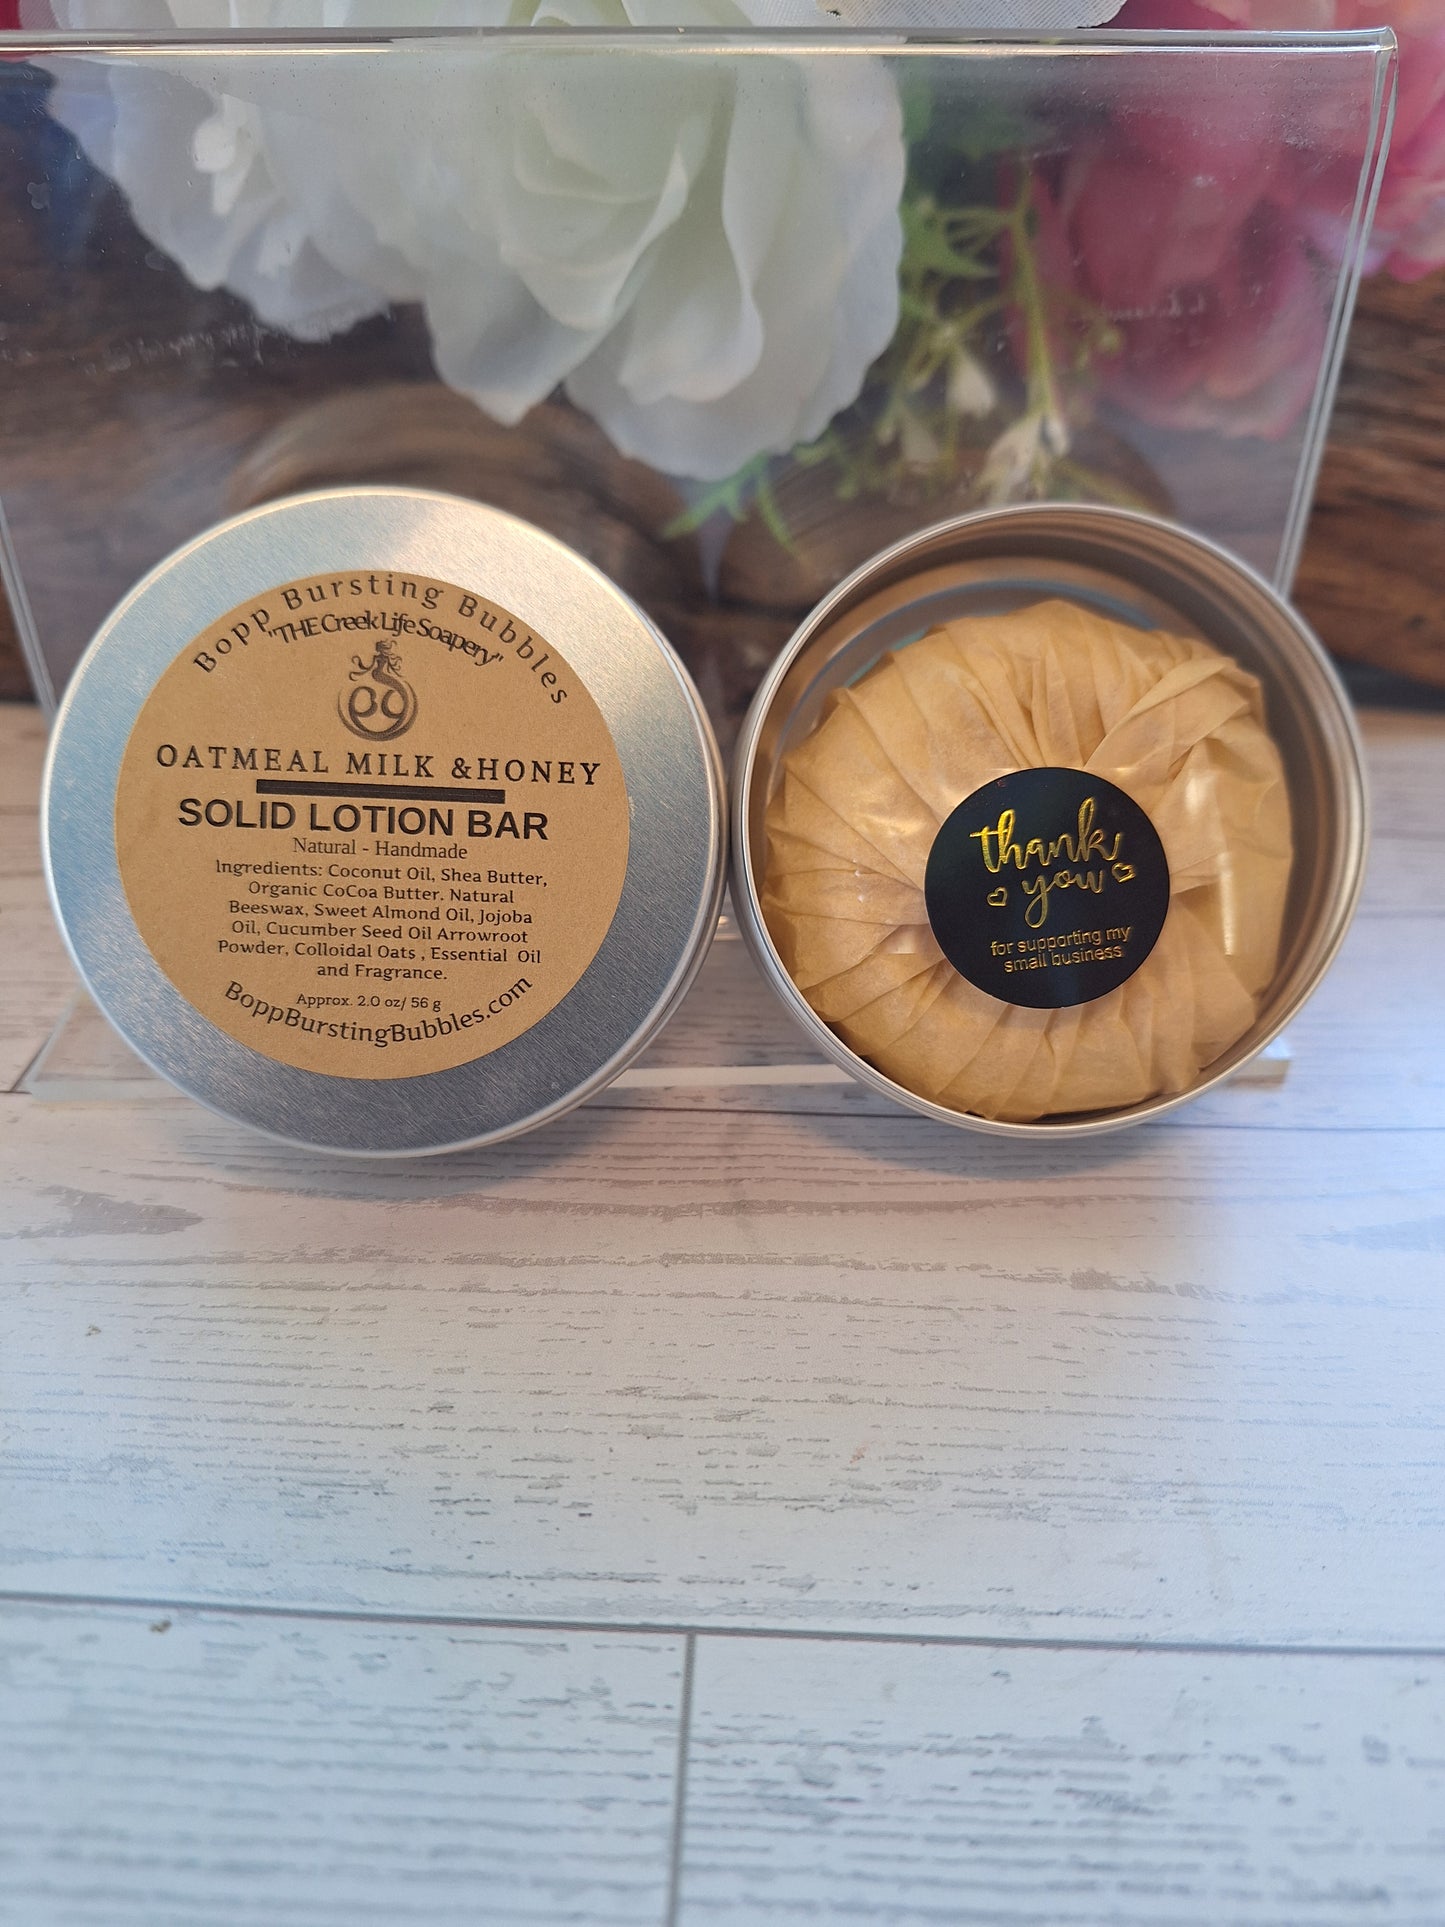 Bopp Bursting Bubbles
"THE Creek Life Soapery"
OATMEAL MILK &HONEY
SOLID LOTION BAR
Natural - Handmade
Ingredients: Coconut Oil, Shea Butter,
Organic CoCoa Butter. Natural
Beeswax, Sweet Almond Oil, Jojoba
Oil, Cucumber Seed Oil Arrowroot
Powder, Colloidal Oats , Essential Oil
and Fragrance.
Approx. 2.0 oz/ 56 g
BoppBurstingBubbles.com
thank
you
for supporting my
small business